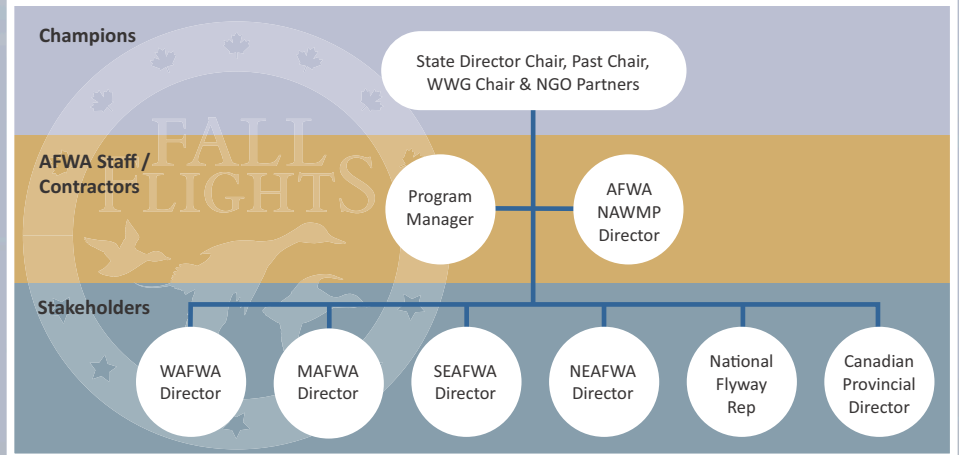 Champions
State Director Chair, Past Chair,
WWG Chair & NGO Partners
FALL
FLIGHTS
AFWA Staff /
Contractors
Program
Manager
AFWA
NAWMP
Director
Stakeholders
WAFWA
Director
MAFWA
Director
SEAFWA
Director
NEAFWA
Director
National
Flyway
Rep
Canadian
Provincial
Director